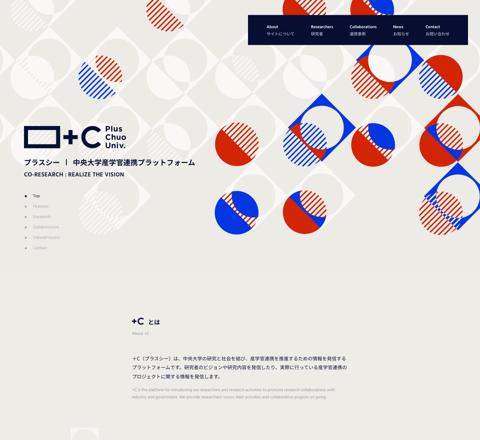 About
サイトについて
Researchers
研究者
Collaborations
連携事例
News
お知らせ
Contact
お問い合わせ
+C Plus
Chuo
Univ.
プラスシー | 中央大学産学官連携プラットフォーム
CO-RESEARCH : REALIZE THE VISION
Top
Features
Research
Collaborations
News&Process
Contact
+C とは
About +C
+C（プラスシー）は、中央大学の研究と社会を結び、産学官連携を推進するための情報を発信する
プラットフォームです。研究者のビジョンや研究内容を発信したり、実際に行っている産学官連携の
プロジェクトに関する情報を発信します。
+C is the platform for introducing our researchers and research activities to promote research collaborations with
industry and government. We provide researchers' vision, their activities and collaborative projects on going.